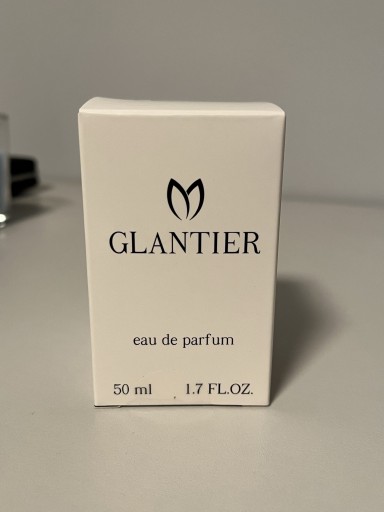 GLANTIER
eau de parfum
50 ml 1.7 FL.OZ.